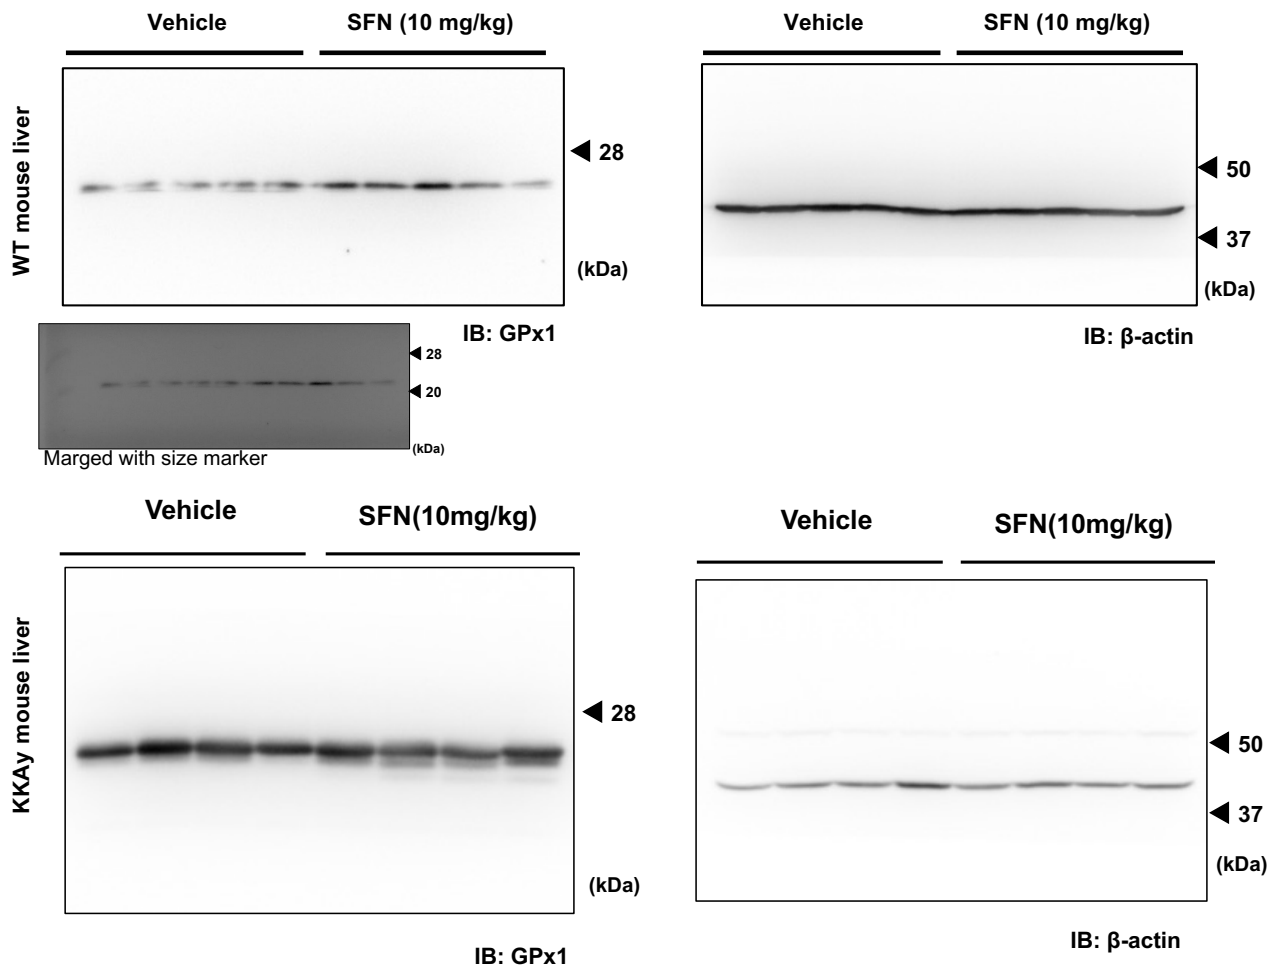 Vehicle
SFN (10 mg/kg)
Vehicle
SFN (10 mg/kg)
WT mouse liver
28
(kDa)
50
37
(kDa)
IB: GPx1
IB: β-actin
28
20
(kDa)
Marged with size marker
Vehicle
SFN(10mg/kg)
Vehicle
SFN(10mg/kg)
KKAy mouse liver
28
(kDa)
50
37
(kDa)
IB: GPx1
IB: β-actin